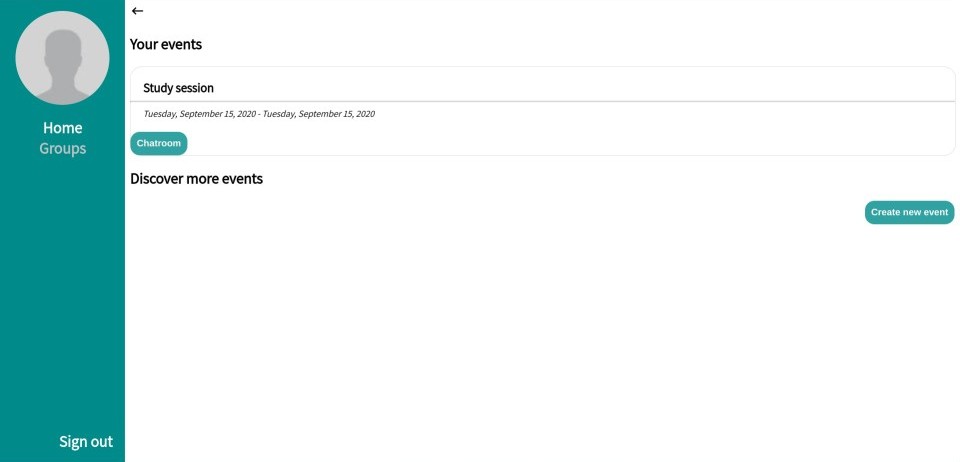 Home
Groups
Sign out
Your events
Study session
Tuesday, September 15, 2020 - Tuesday, September 15, 2020
Chatroom
Discover more events
Create new event